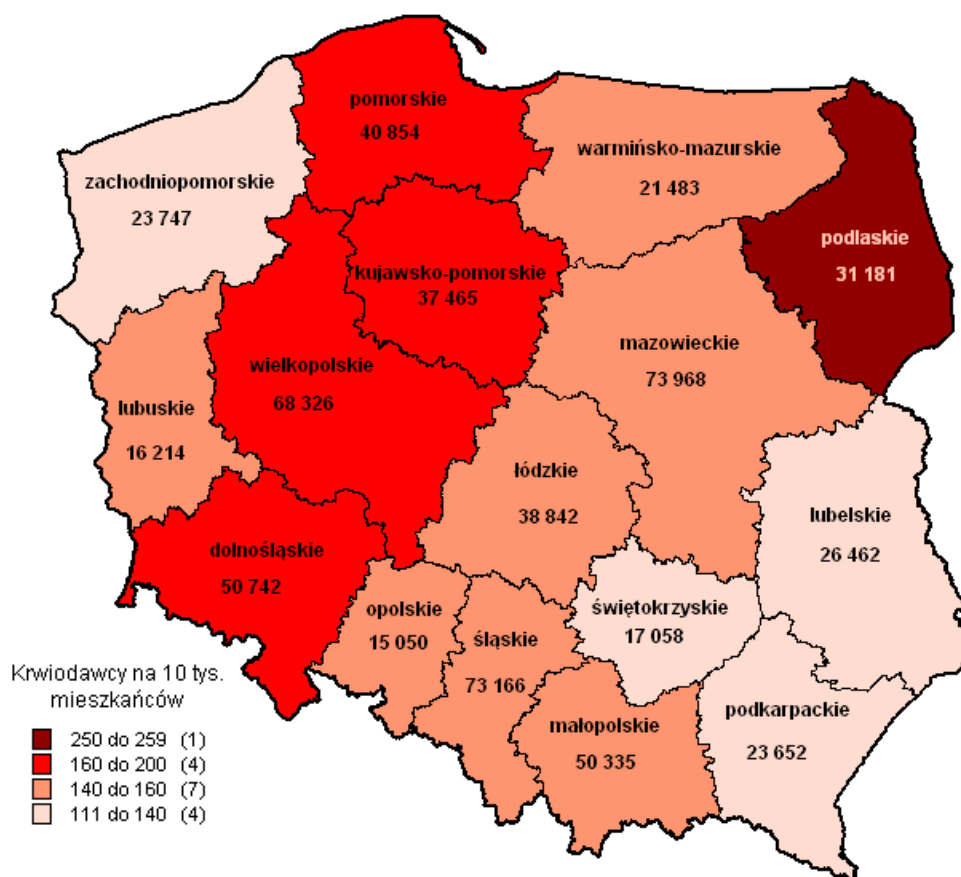 pomorskie
40 854
warmińsko-mazurskie
21 483
zachodniopomorskie
23 747
podlaskie
31 181
kujawsko-pomorskie
37 465
mazowieckie
73 968
wielkopolskie
68 326
lubuskie
16 214
łódzkie
38 842
lubelskie
26 462
dolnośląskie
50 742
opolskie
15 050
śląskie
73 166
świętokrzyskie
17 058
małopolskie
50 335
podkarpackie
23 652
Krwiodawcy na 10 tys.
mieszkańców
250 do 259 (1)
160 do 200 (4)
140 do 160 (7)
111 do 140 (4)